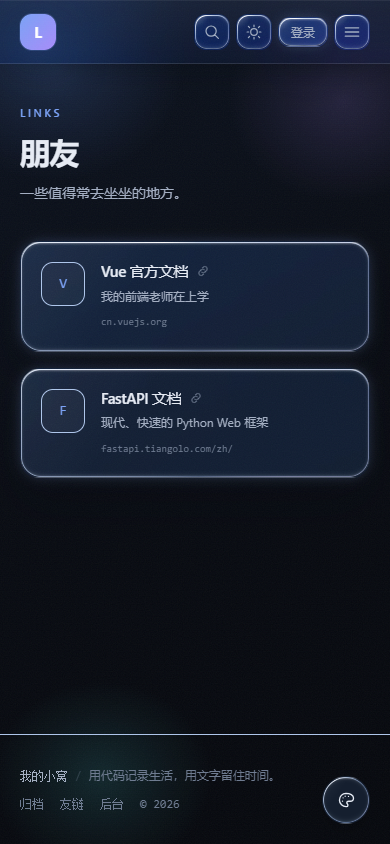 L
登录
LINKS
朋友
一些值得常去坐坐的地方。
V
Vue 官方文档
我的前端老师在上学
cn.vuejs.org
F
FastAPI 文档
现代、快速的 Python Web 框架
fastapi.tiangolo.com/zh/
我的小窝 / 用代码记录生活，用文字留住时间。
归档 友链 后台 © 2026